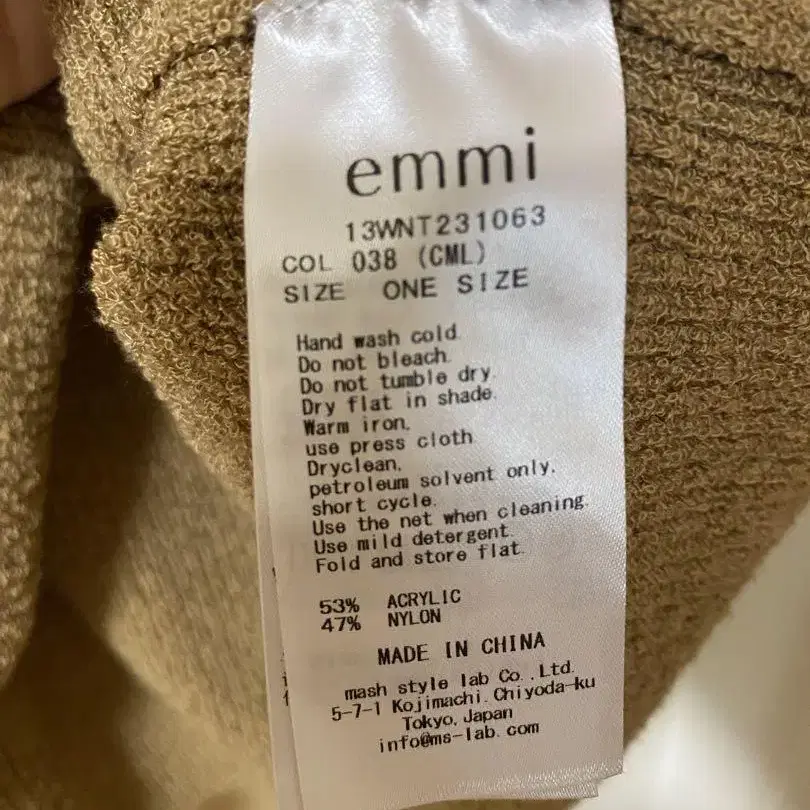 emmi
13WNT231063
COL 038 (CML)
SIZE ONE SIZE
Hand wash cold.
Do not bleach.
Do not tumble dry.
Dry flat in shade.
Warm iron,
use press cloth.
Dryclean,
petroleum solvent only,
short cycle.
Use the net when cleaning.
Use mild detergent.
Fold and store flat.
53% ACRYLIC
47% NYLON
MADE IN CHINA
mash style lab Co.,Ltd.
5-7-1 Kojimachi, Chiyoda-ku
Tokyo, Japan
info@ms-lab.com